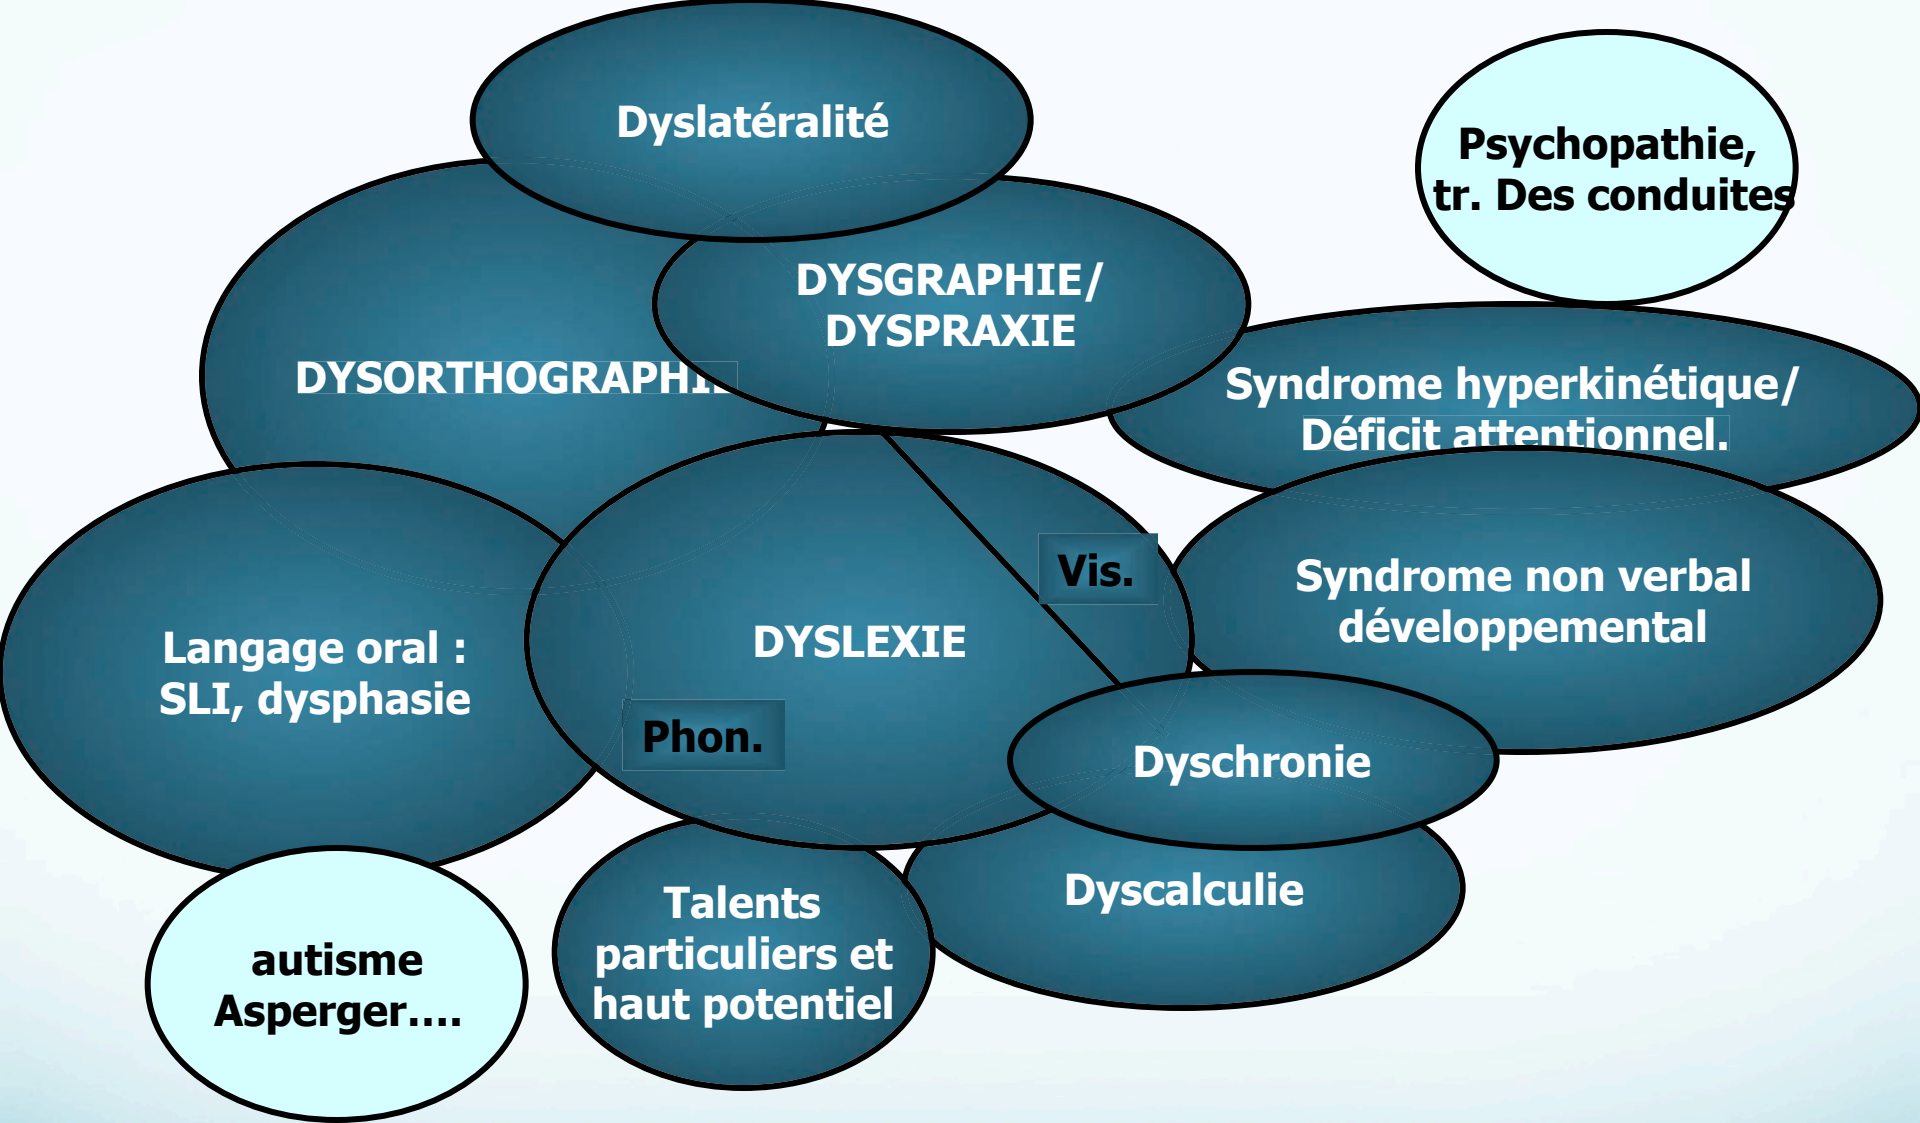 Dyslatéralité
Psychopathie,
tr. Des conduites
DYSGRAPHIE/
DYSPRAXIE
DYSORTHOGRAPHIE
Syndrome hyperkinétique/
Déficit attentionnel.
Vis.
Syndrome non verbal
développemental
Langage oral :
SLI, dysphasie
DYSLEXIE
Phon.
Dyschronie
Talents
particuliers et
haut potentiel
Dyscalculie
autisme
Asperger....